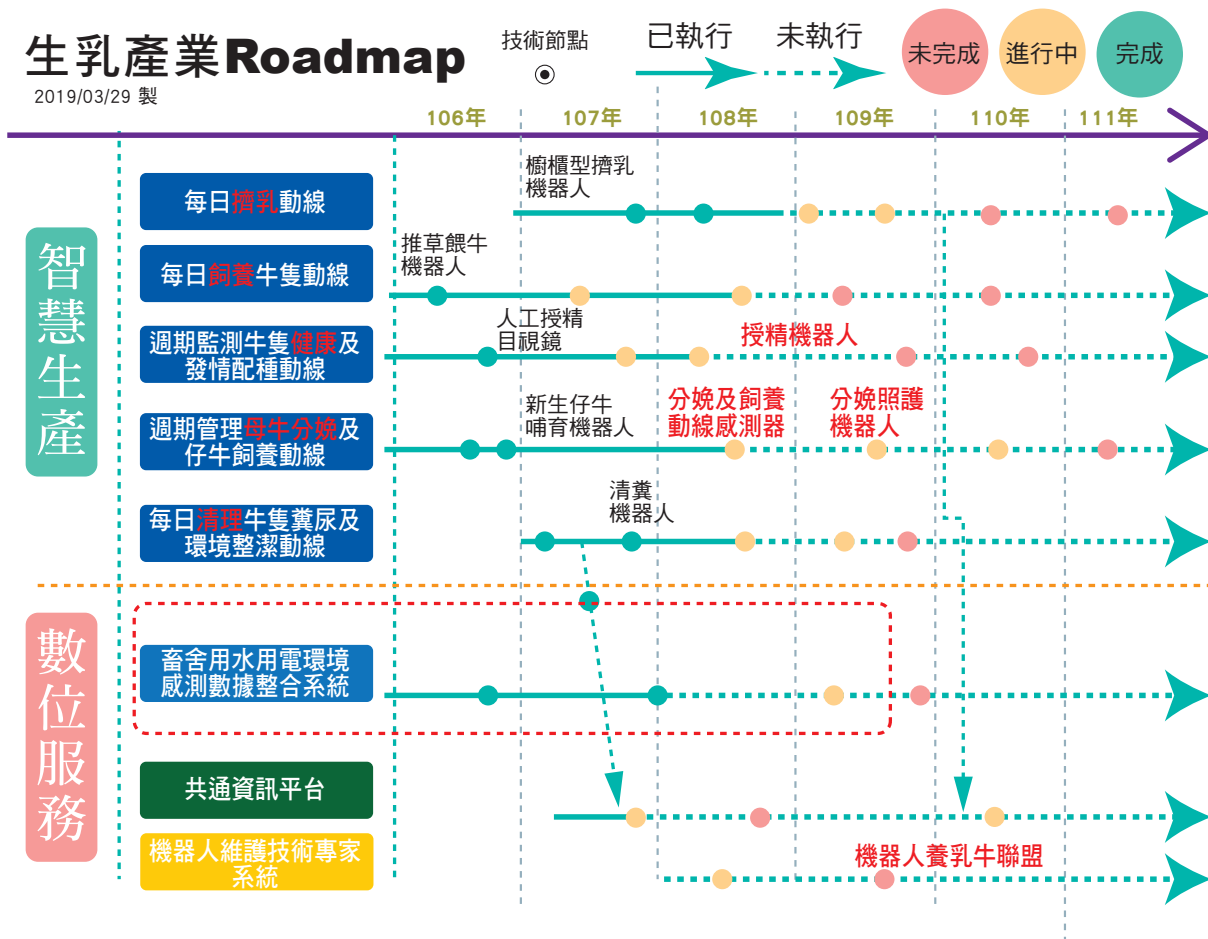 生乳產業Roadmap
2019/03/29 製
技術節點
已執行
未執行
未完成
進行中
完成
106年
107年
108年
109年
110年
111年
智慧生產
每日擠乳動線
櫥櫃型擠乳
機器人
每日飼養牛隻動線
推草餵牛
機器人
週期監測牛隻健康及
發情配種動線
人工授精
目視鏡
授精機器人
週期管理母牛分娩及
仔牛飼養動線
新生仔牛
哺育機器人
分娩及飼養
動線感測器
分娩照護
機器人
每日清理牛隻糞尿及
環境整潔動線
清糞
機器人
數位服務
畜舍用水用電環境
感測數據整合系統
共通資訊平台
機器人維護技術專家
系統
機器人養乳牛聯盟